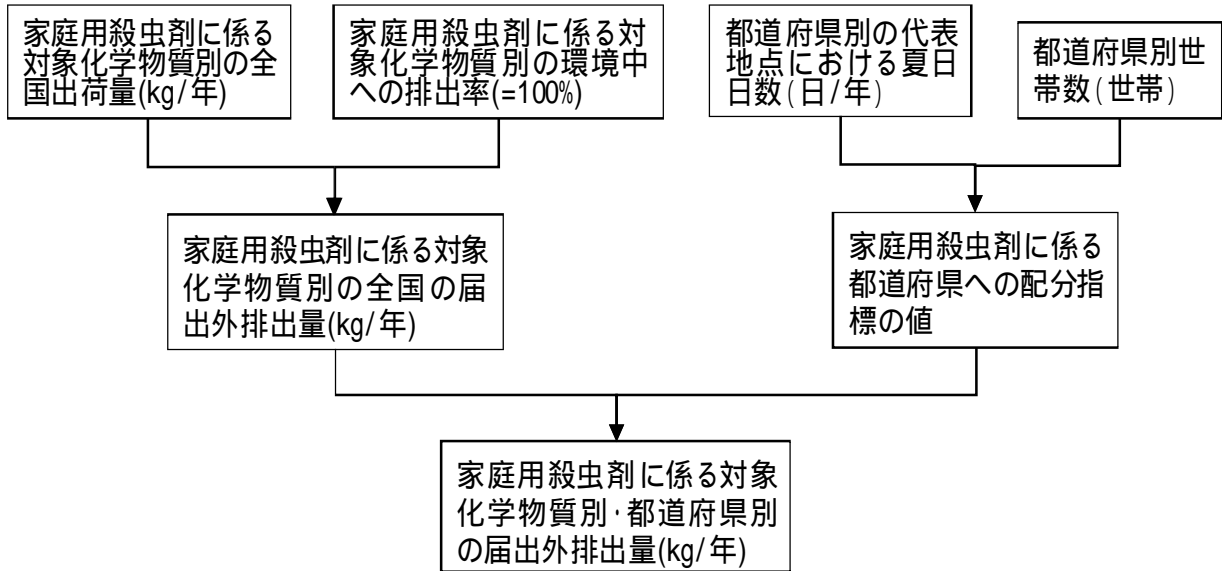 家庭用殺虫剤に係る
対象化学物質別の全
国出荷量(kg/年)
家庭用殺虫剤に係る対
象化学物質別の環境中
への排出率(=100%)
都道府県別の代表
地点における夏日
日数(日/年)
都道府県別世
帯数(世帯)
家庭用殺虫剤に係る対象
化学物質別の全国の届
出外排出量(kg/年)
家庭用殺虫剤に係る
都道府県への配分指
標の値
家庭用殺虫剤に係る対象
化学物質別・都道府県別
の届出外排出量(kg/年)